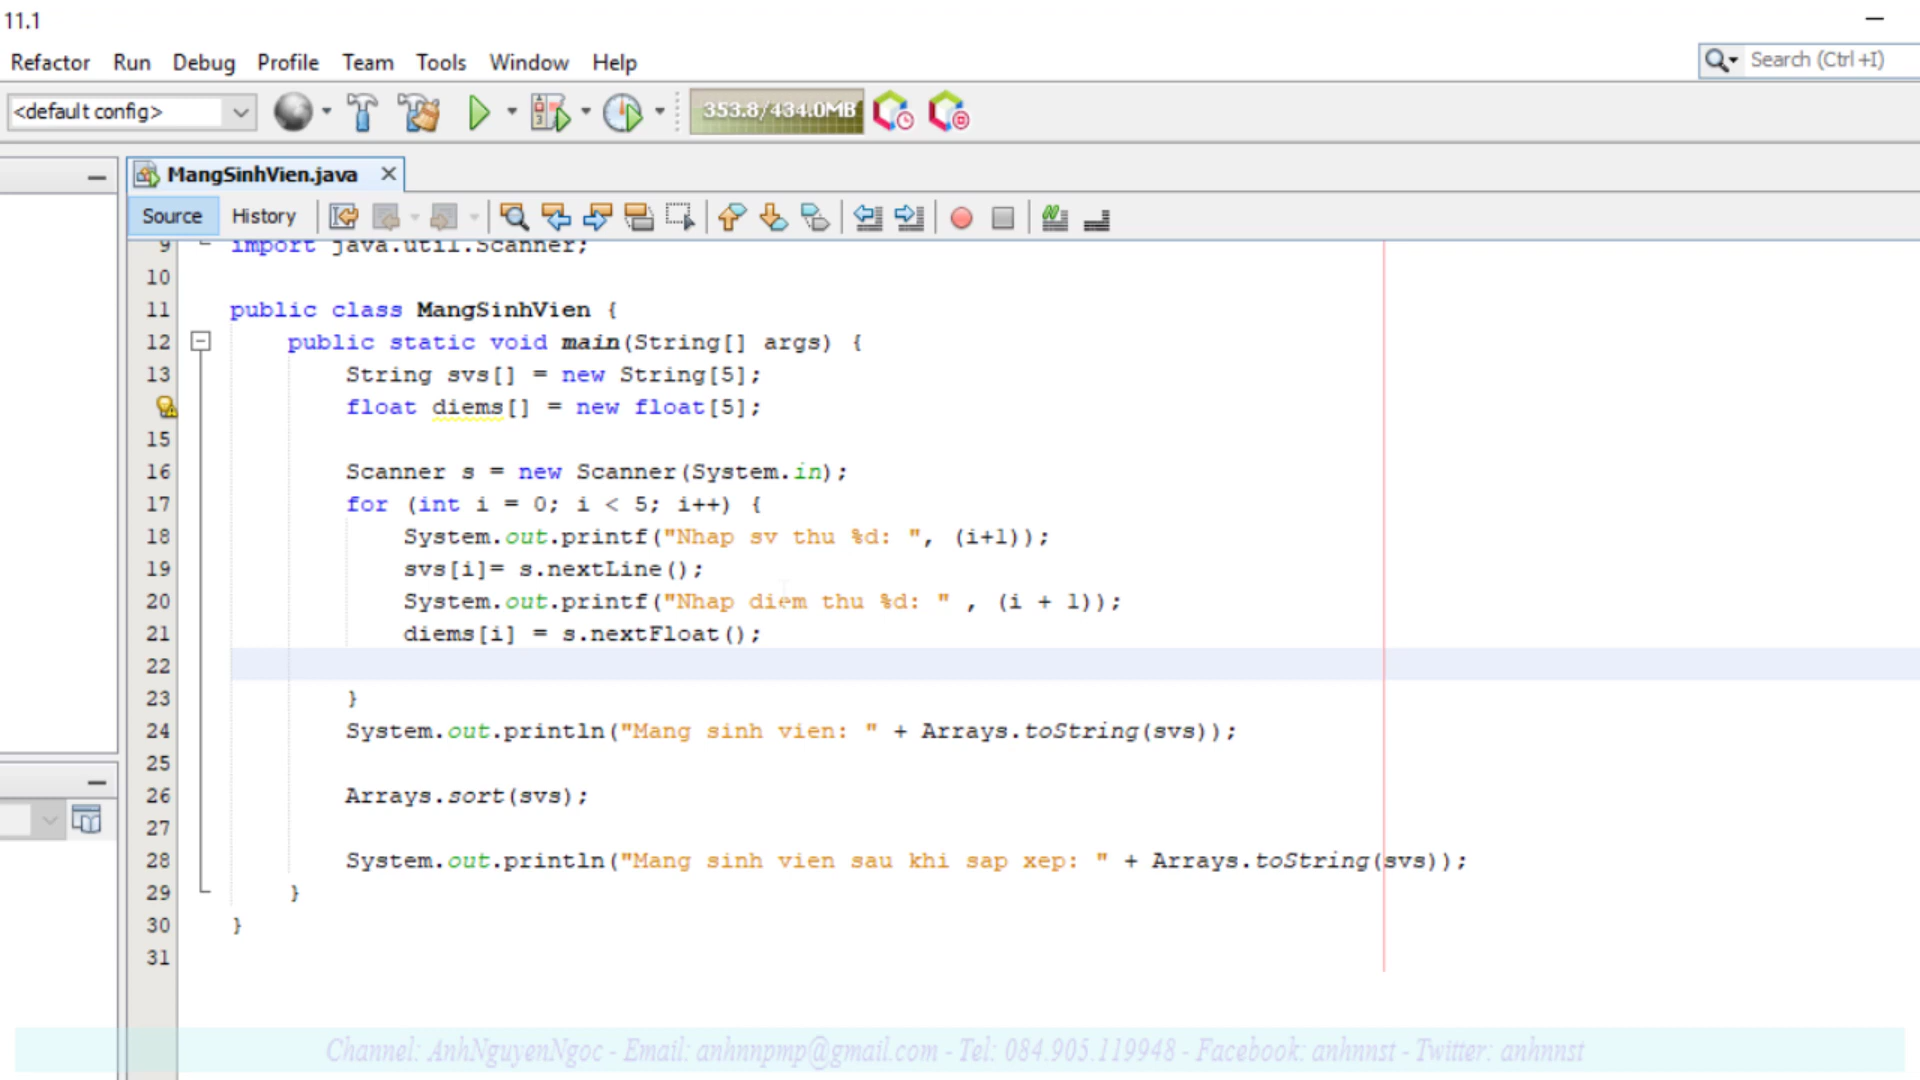 11.1
Refactor Run Debug Profile Team Tools Window Help
Search (Ctrl+I)
<default config>
353.8/434.0MB
MangSinhVien.java
Source History
9 import java.util.Scanner;
10
11 public class MangSinhVien {
12 public static void main(String[] args) {
13 String svs[] = new String[5];
float diems[] = new float[5];
15
16 Scanner s = new Scanner(System.in);
17 for (int i = 0; i < 5; i++) {
18 System.out.printf("Nhap sv thu %d: ", (i+1));
19 svs[i]= s.nextLine();
20 System.out.printf("Nhap diem thu %d: " , (i + 1));
21 diems[i] = s.nextFloat();
22
23 }
24 System.out.println("Mang sinh vien: " + Arrays.toString(svs));
25
26 Arrays.sort(svs);
27
28 System.out.println("Mang sinh vien sau khi sap xep: " + Arrays.toString(svs));
29 }
30 }
31
Channel: AnhNguyenNgoc - Email: anhnnpmp@gmail.com - Tel: 084.905.119948 - Facebook: anhnnst - Twitter: anhnnst